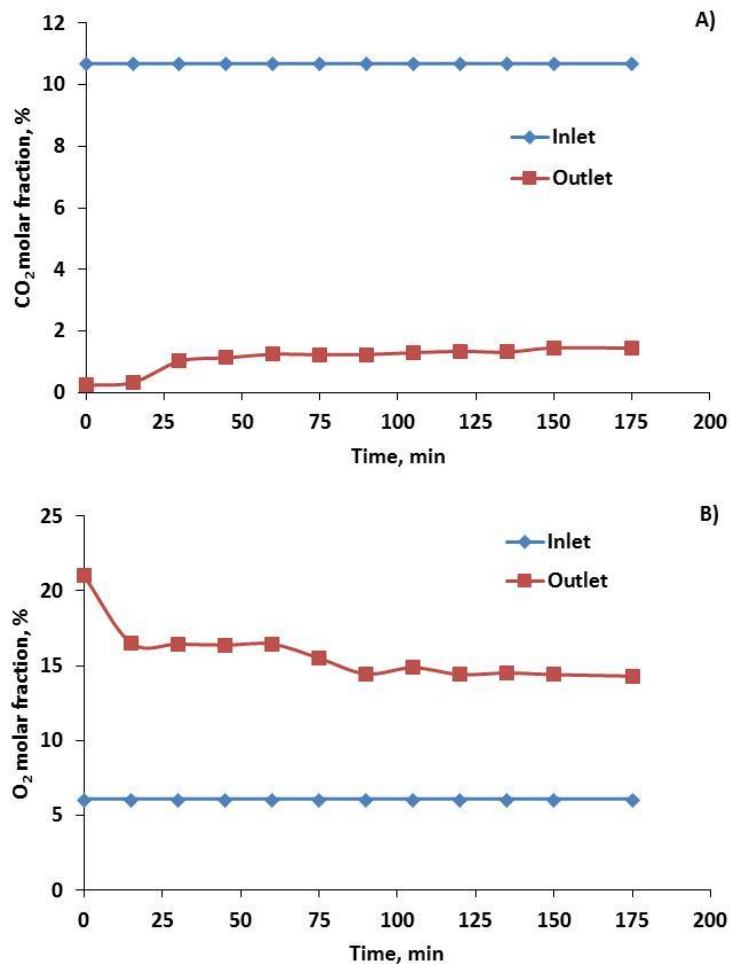 A)
CO₂ molar fraction, %
12
10
8
6
4
2
0
Inlet
Outlet
0 25 50 75 100 125 150 175 200
Time, min
B)
O₂ molar fraction, %
25
20
15
10
5
0
Inlet
Outlet
0 25 50 75 100 125 150 175 200
Time, min